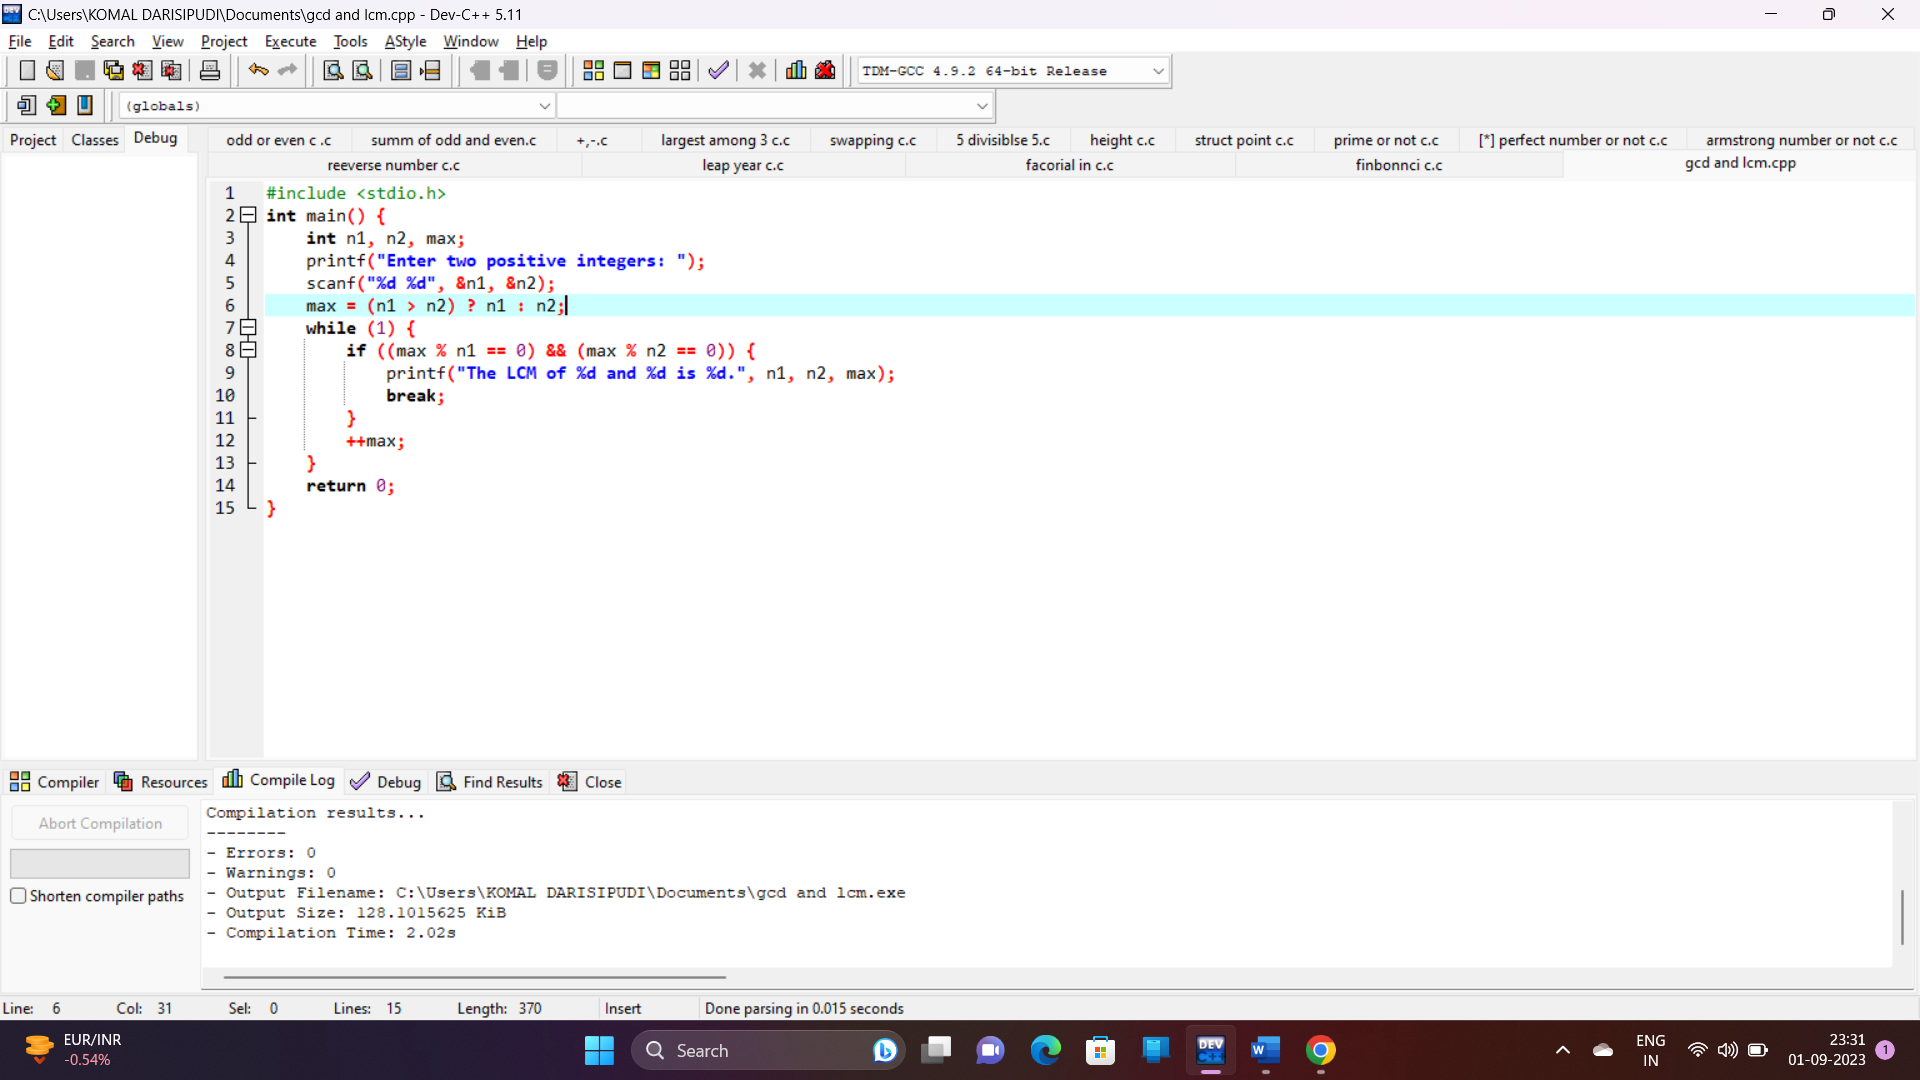 C:\Users\KOMAL DARISIPUDI\Documents\gcd and lcm.cpp - Dev-C++ 5.11
File Edit Search View Project Execute Tools AStyle Window Help
TDM-GCC 4.9.2 64-bit Release
(globals)
Project Classes Debug
odd or even c .c summ of odd and even.c +,-.c largest among 3 c.c swapping c.c 5 divisiblse 5.c height c.c struct point c.c prime or not c.c [*] perfect number or not c.c armstrong number or not c.c
reeverse number c.c leap year c.c facorial in c.c finbonnci c.c gcd and lcm.cpp
1 #include <stdio.h>
2 int main() {
3 int n1, n2, max;
4 printf("Enter two positive integers: ");
5 scanf("%d %d", &n1, &n2);
6 max = (n1 > n2) ? n1 : n2;
7 while (1) {
8 if ((max % n1 == 0) && (max % n2 == 0)) {
9 printf("The LCM of %d and %d is %d.", n1, n2, max);
10 break;
11 }
12 ++max;
13 }
14 return 0;
15 }
Compiler Resources Compile Log Debug Find Results Close
Abort Compilation
Shorten compiler paths
Compilation results...
--------
- Errors: 0
- Warnings: 0
- Output Filename: C:\Users\KOMAL DARISIPUDI\Documents\gcd and lcm.exe
- Output Size: 128.1015625 KiB
- Compilation Time: 2.02s
Line: 6 Col: 31 Sel: 0 Lines: 15 Length: 370 Insert Done parsing in 0.015 seconds
EUR/INR
-0.54%
Search
DEV
C++
W
ENG
IN
23:31
01-09-2023
1